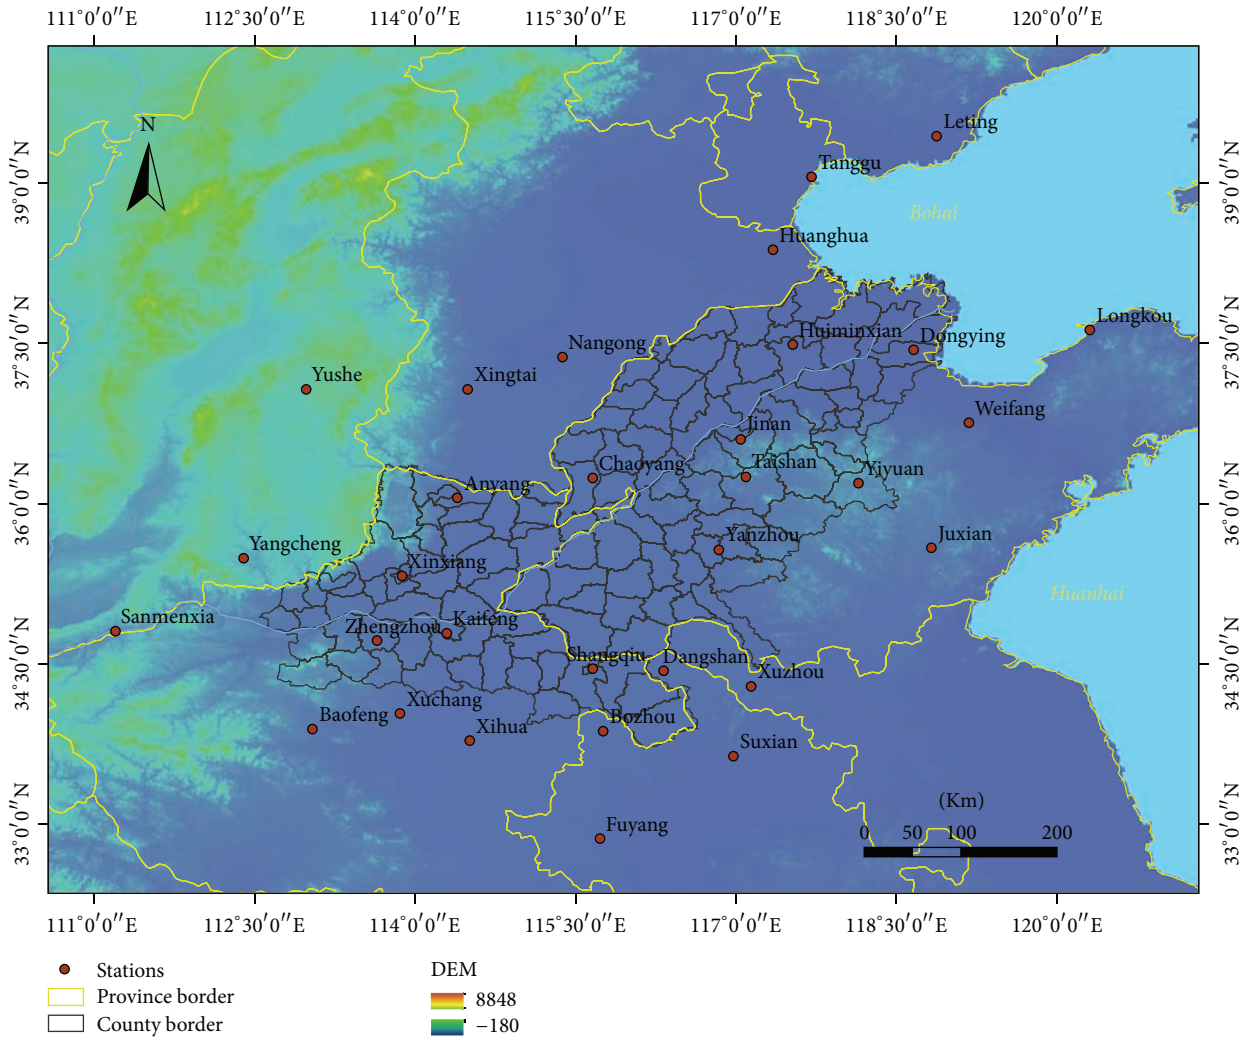 111°0′0″E 112°30′0″E 114°0′0″E 115°30′0″E 117°0′0″E 118°30′0″E 120°0′0″E
N
Leting
Tanggu
39°0′0″N
39°0′0″N
Bohai
Huanghua
Longkou
37°30′0″N
37°30′0″N
Huiminxian
Dongying
Nangong
Yushe
Xingtai
Weifang
Jinan
Chaoyang
Taishan
Yiyuan
Anyang
36°0′0″N
36°0′0″N
Yanzhou
Juxian
Yangcheng
Xinxiang
Huanhai
Sanmenxia
Zhengzhou
Kaifeng
34°30′0″N
34°30′0″N
Shangqiu
Dangshan
Xuzhou
Xuchang
Baofeng
Xihua
Bozhou
Suxian
33°0′0″N
33°0′0″N
(Km)
Fuyang
0 50 100 200
111°0′0″E 112°30′0″E 114°0′0″E 115°30′0″E 117°0′0″E 118°30′0″E 120°0′0″E
Stations
Province border
County border
DEM
8848
−180